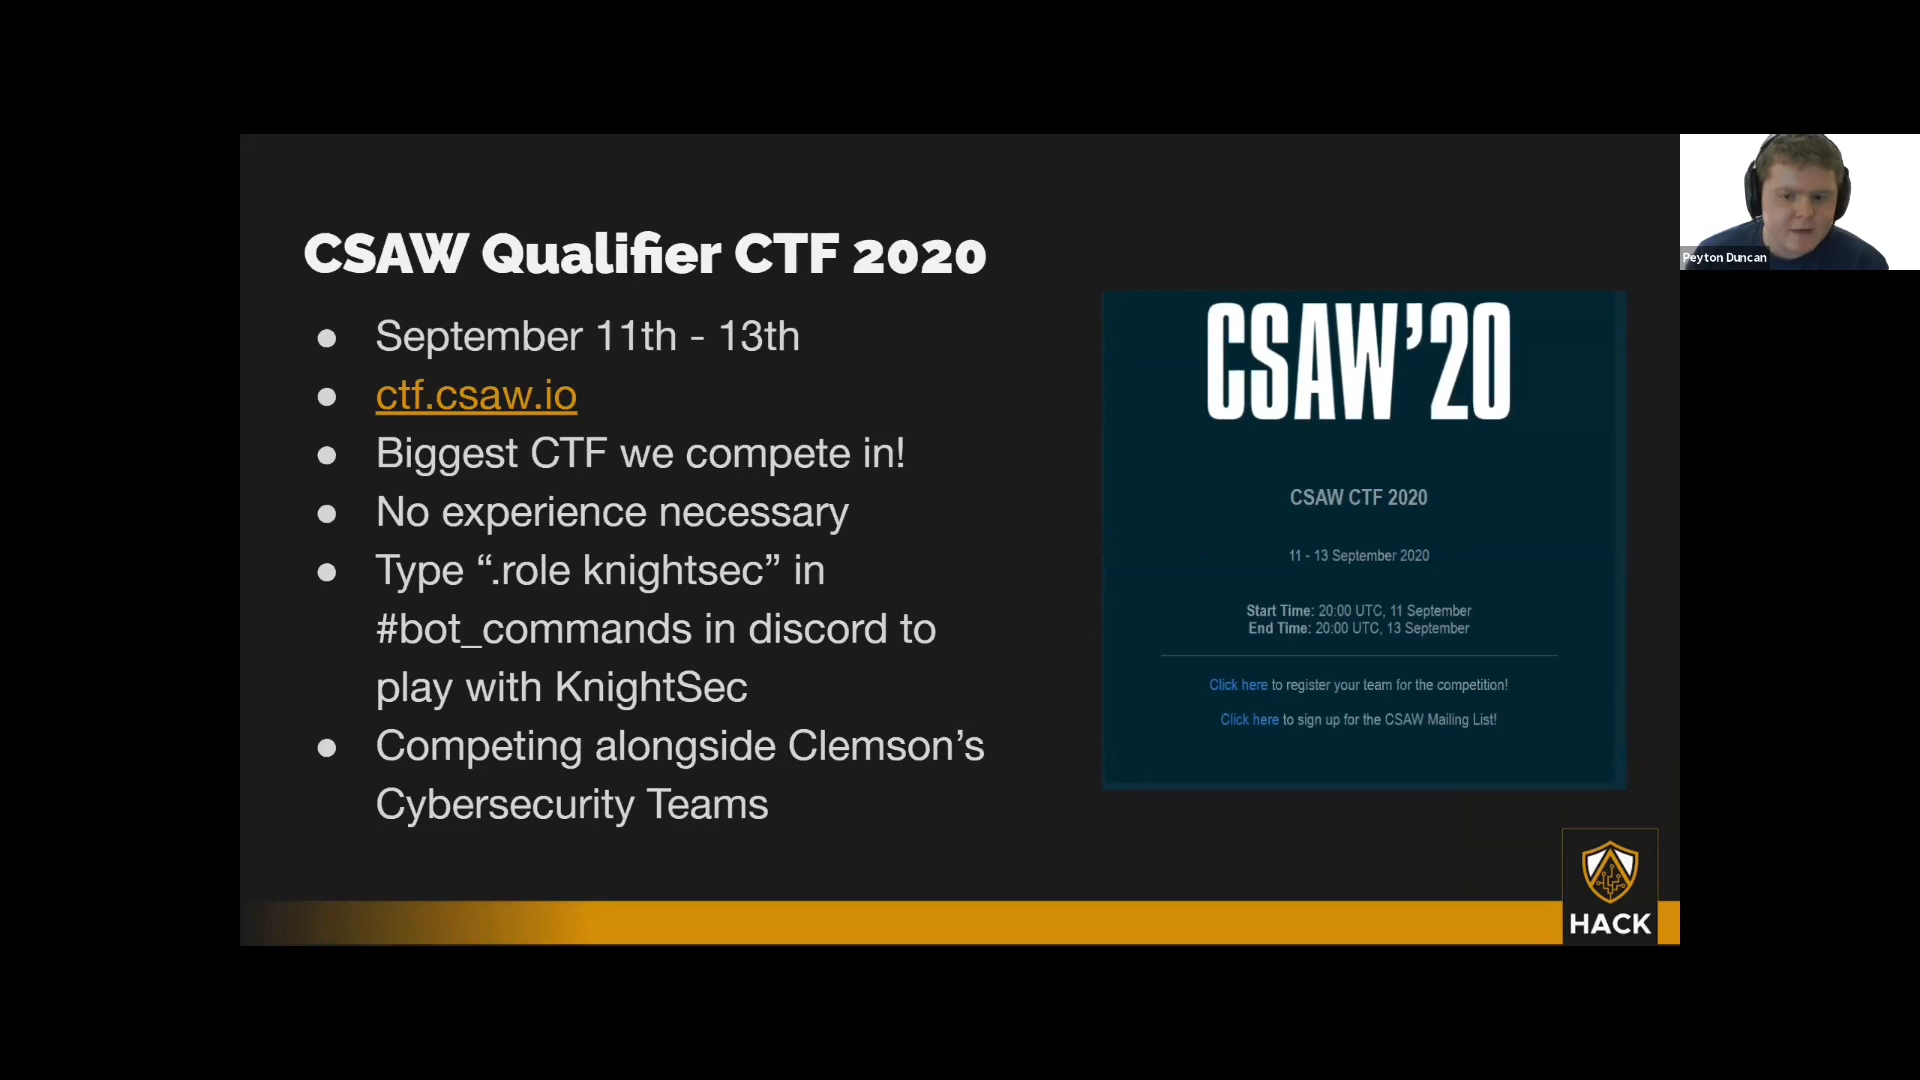 CSAW Qualifier CTF 2020
● September 11th - 13th
● ctf.csaw.io
● Biggest CTF we compete in!
● No experience necessary
● Type “.role knightsec” in
#bot_commands in discord to
play with KnightSec
● Competing alongside Clemson’s
Cybersecurity Teams
CSAW’20
CSAW CTF 2020
11 - 13 September 2020
Start Time: 20:00 UTC, 11 September
End Time: 20:00 UTC, 13 September
Click here to register your team for the competition!
Click here to sign up for the CSAW Mailing List!
HACK
Peyton Duncan